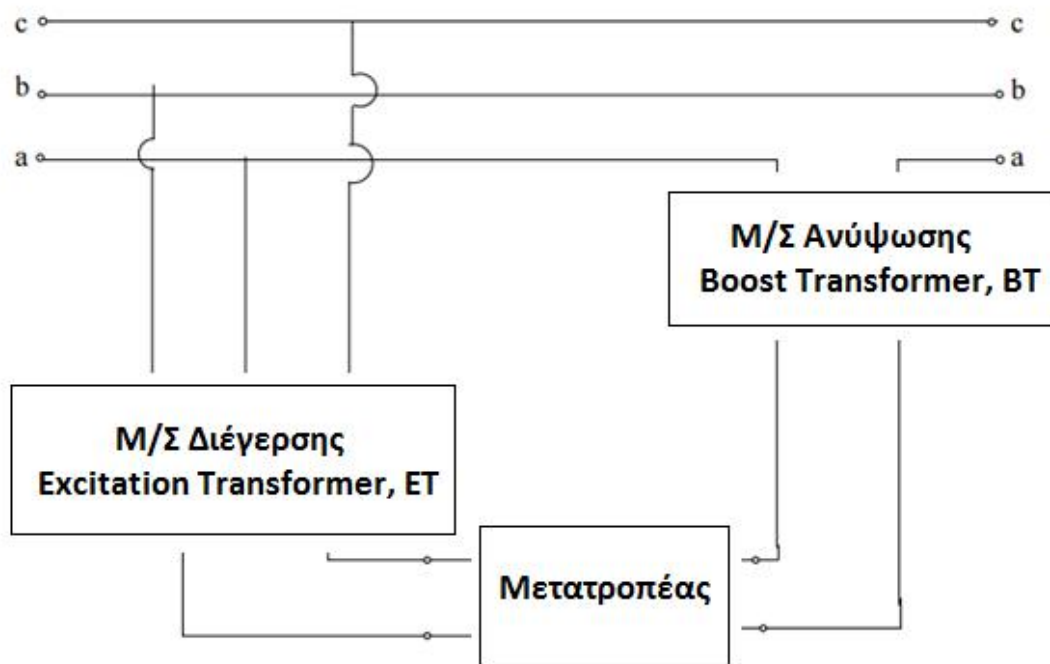 c c
b b
a a
Μ/Σ Ανύψωσης
Boost Transformer, BT
Μ/Σ Διέγερσης
Excitation Transformer, ET
Μετατροπέας